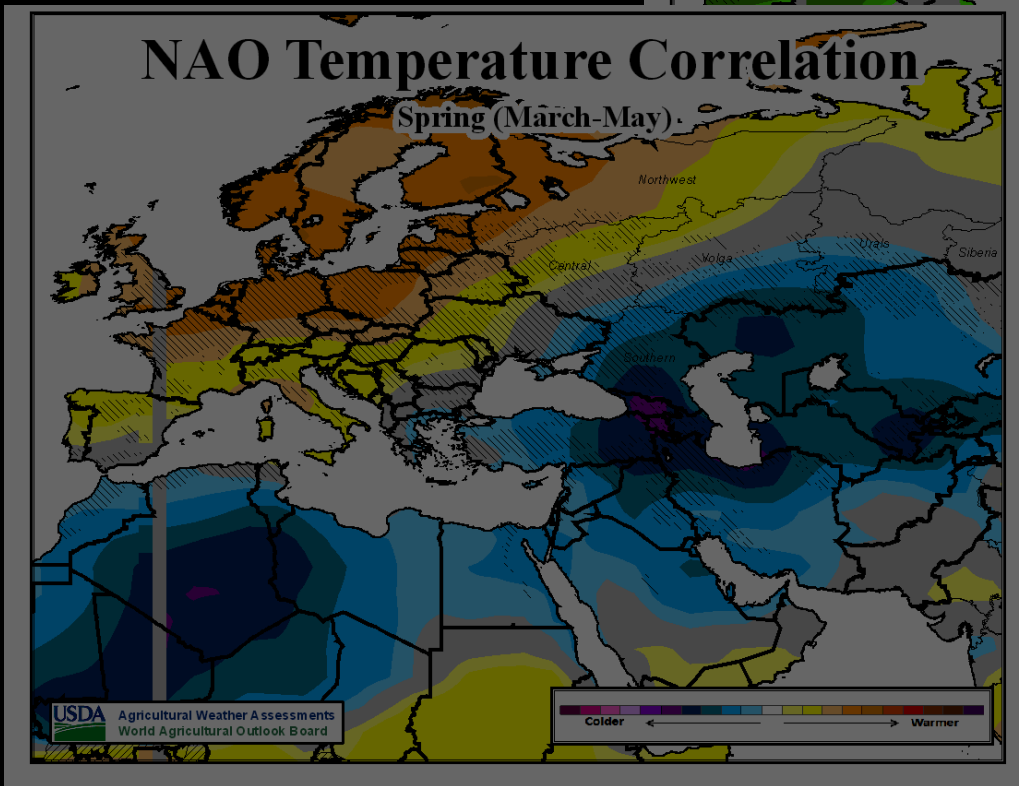 NAO Temperature Correlation
Spring (March-May)
Northwest
Central
Volga
Urals
Siberia
Southern
USDA
Agricultural Weather Assessments
World Agricultural Outlook Board
Colder
Warmer